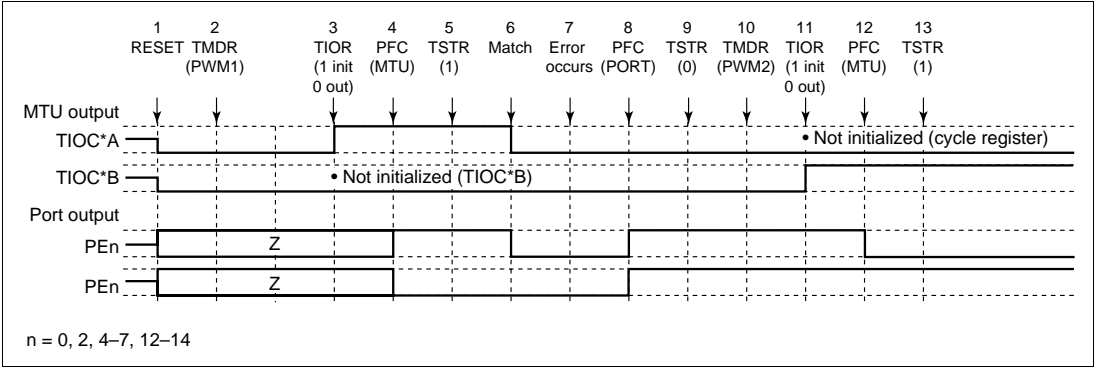 1 2 3 4 5 6 7 8 9 10 11 12 13
RESET TMDR TIOR PFC TSTR Match Error PFC TSTR TMDR TIOR PFC TSTR
(PWM1) (1 init (MTU) (1) occurs (PORT) (0) (PWM2) (1 init (MTU) (1)
0 out) 0 out)
MTU output
TIOC*A • Not initialized (cycle register)
TIOC*B • Not initialized (TIOC*B)
Port output
PEn Z
PEn Z
n = 0, 2, 4–7, 12–14